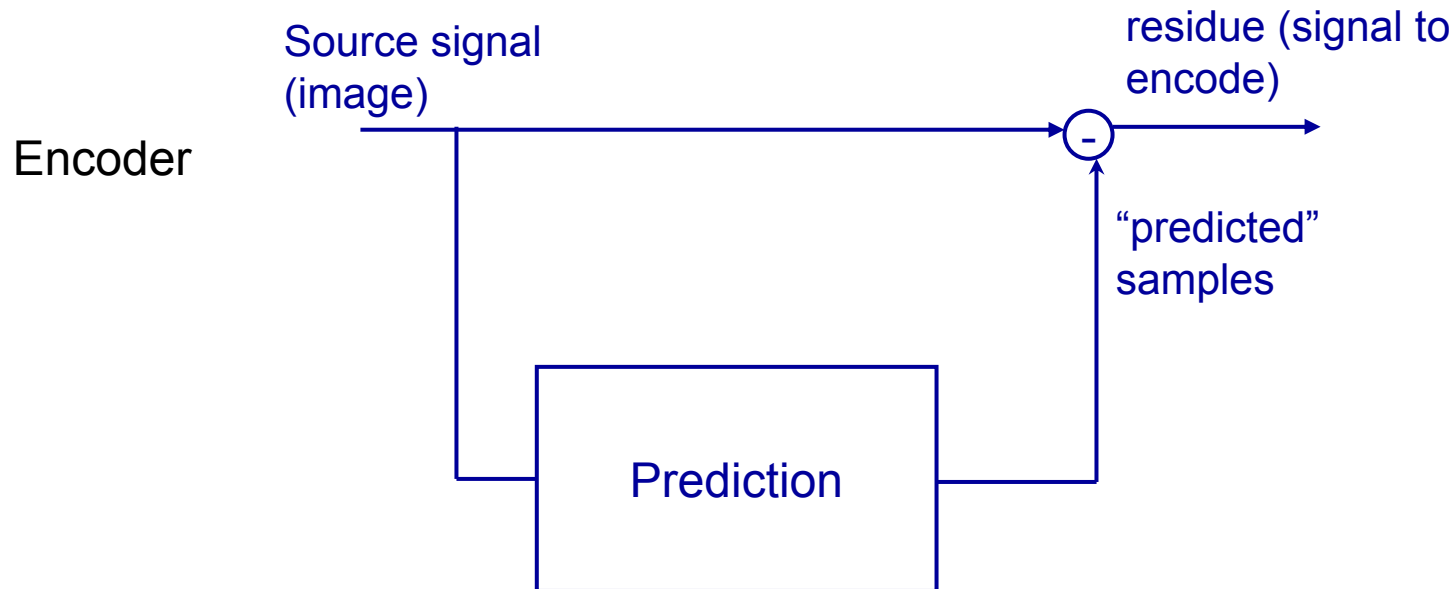 Source signal
(image)
residue (signal to
encode)
Encoder
-
“predicted”
samples
Prediction